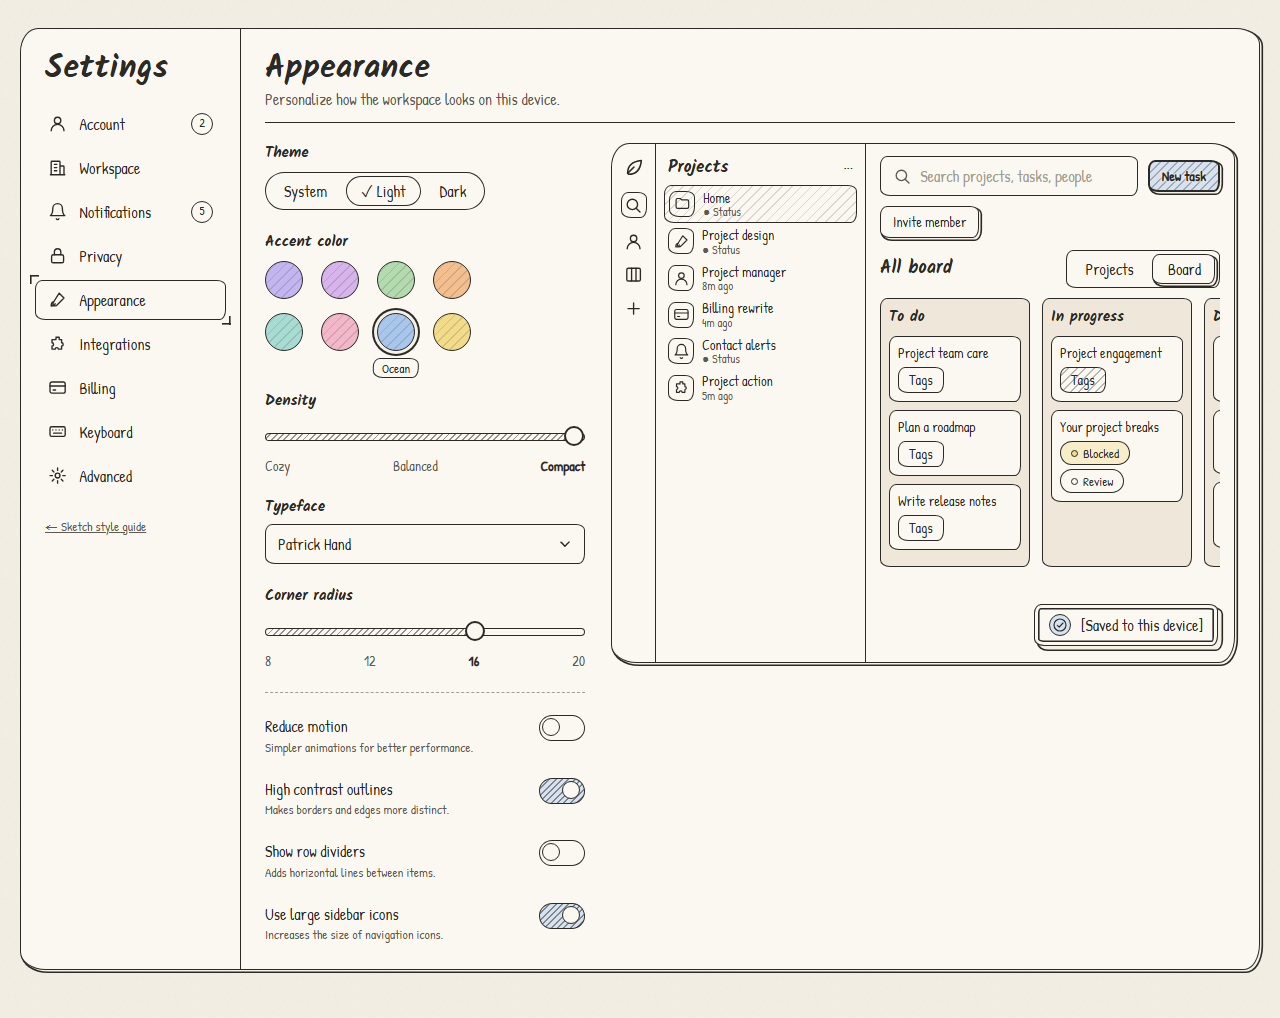 Settings
Account
2
Workspace
Notifications
5
Privacy
Appearance
Integrations
Billing
Keyboard
Advanced
← Sketch style guide
Appearance
Personalize how the workspace looks on this device.
Theme
System
✓ Light
Dark
Accent color
Ocean
Density
Cozy
Balanced
Compact
Typeface
Patrick Hand
Corner radius
8
12
16
20
Reduce motion
Simpler animations for better performance.
High contrast outlines
Makes borders and edges more distinct.
Show row dividers
Adds horizontal lines between items.
Use large sidebar icons
Increases the size of navigation icons.
Projects
...
Home
Status
Project design
Status
Project manager
8m ago
Billing rewrite
4m ago
Contact alerts
Status
Project action
5m ago
Search projects, tasks, people
New task
Invite member
All board
Projects
Board
To do
Project team care
Tags
Plan a roadmap
Tags
Write release notes
Tags
In progress
Project engagement
Tags
Your project breaks
Blocked
Review
[Saved to this device]